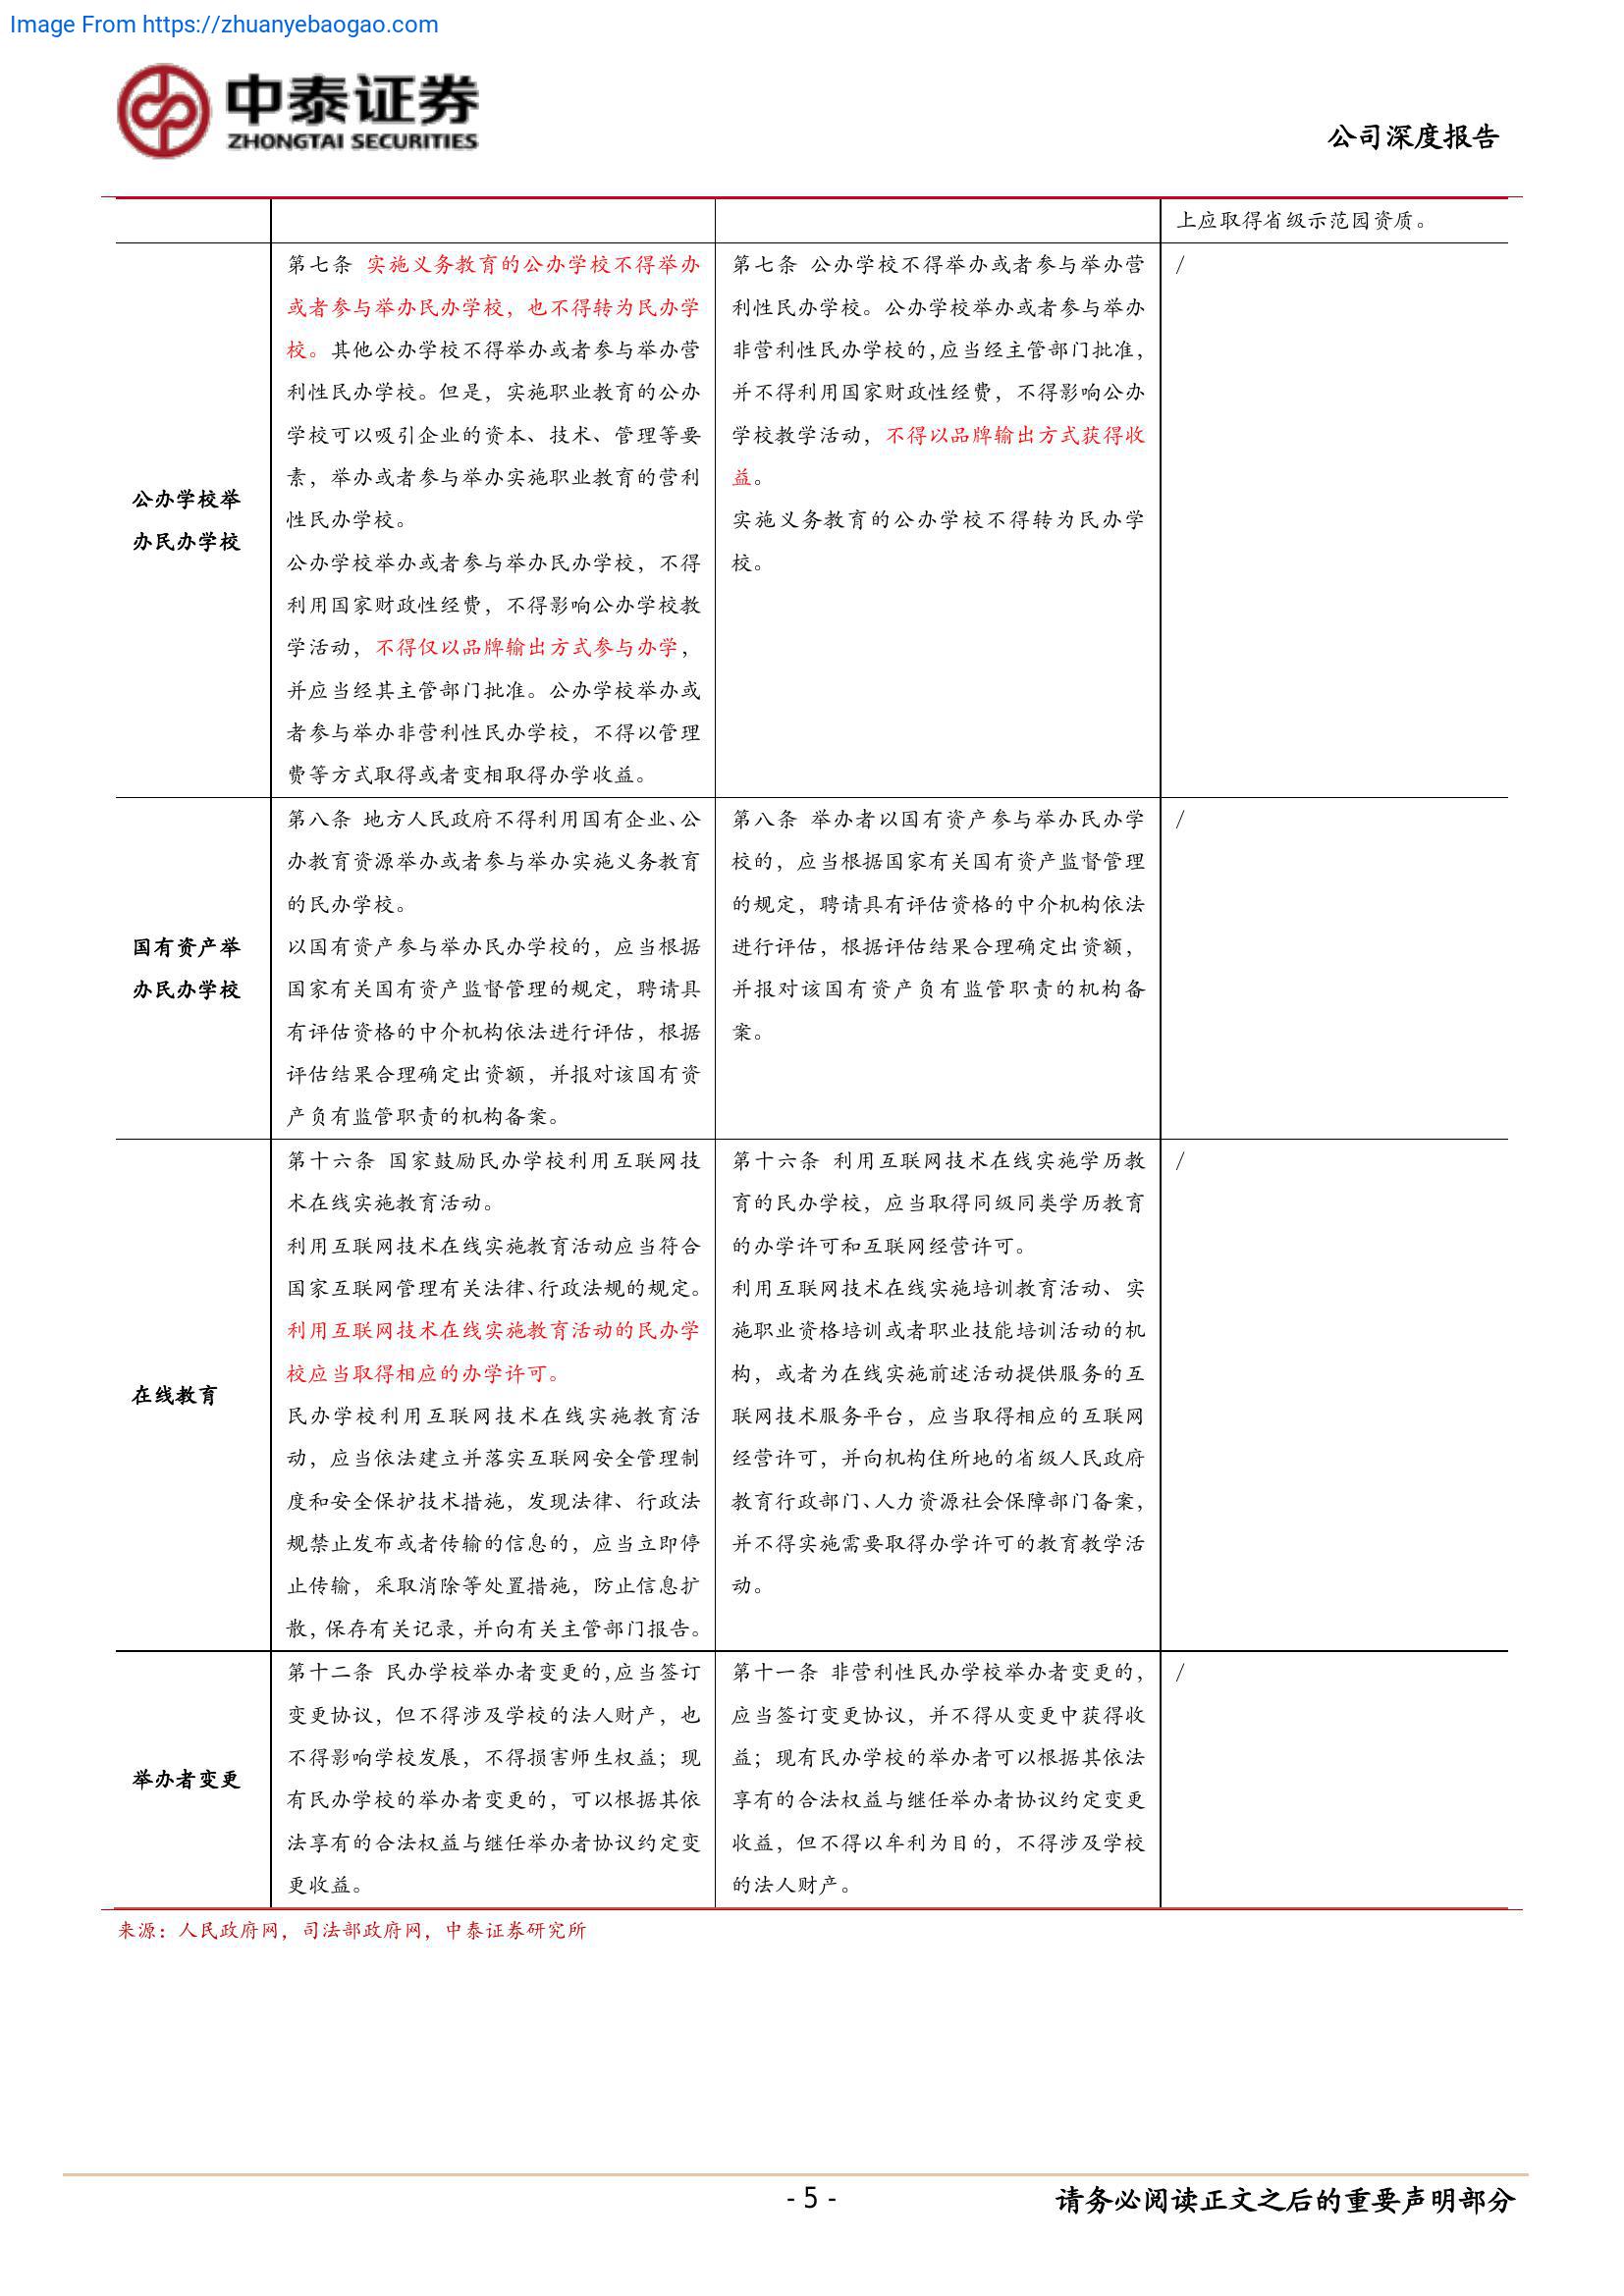 Image From https://zhuanyebaogao.com
中泰证券
ZHONGTAI SECURITIES
公司深度报告
上应取得省级示范园资质。
公办学校举
办民办学校
第七条 实施义务教育的公办学校不得举办
或者参与举办民办学校，也不得转为民办学
校。其他公办学校不得举办或者参与举办营
利性民办学校。但是，实施职业教育的公办
学校可以吸引企业的资本、技术、管理等要
素，举办或者参与举办实施职业教育的营利
性民办学校。
公办学校举办或者参与举办民办学校，不得
利用国家财政性经费，不得影响公办学校教
学活动，不得仅以品牌输出方式参与办学，
并应当经其主管部门批准。公办学校举办或
者参与举办非营利性民办学校，不得以管理
费等方式取得或者变相取得办学收益。
第七条 公办学校不得举办或者参与举办营
利性民办学校。公办学校举办或者参与举办
非营利性民办学校的，应当经主管部门批准，
并不得利用国家财政性经费，不得影响公办
学校教学活动，不得以品牌输出方式获得收
益。
实施义务教育的公办学校不得转为民办学
校。
/
国有资产举
办民办学校
第八条 地方人民政府不得利用国有企业、公
办教育资源举办或者参与举办实施义务教育
的民办学校。
以国有资产参与举办民办学校的，应当根据
国家有关国有资产监督管理的规定，聘请具
有评估资格的中介机构依法进行评估，根据
评估结果合理确定出资额，并报对该国有资
产负有监管职责的机构备案。
第八条 举办者以国有资产参与举办民办学
校的，应当根据国家有关国有资产监督管理
的规定，聘请具有评估资格的中介机构依法
进行评估，根据评估结果合理确定出资额，
并报对该国有资产负有监管职责的机构备
案。
/
在线教育
第十六条 国家鼓励民办学校利用互联网技
术在线实施教育活动。
利用互联网技术在线实施教育活动应当符合
国家互联网管理有关法律、行政法规的规定。
利用互联网技术在线实施教育活动的民办学
校应当取得相应的办学许可。
民办学校利用互联网技术在线实施教育活
动，应当依法建立并落实互联网安全管理制
度和安全保护技术措施，发现法律、行政法
规禁止发布或者传输的信息的，应当立即停
止传输，采取消除等处置措施，防止信息扩
散，保存有关记录，并向有关主管部门报告。
第十六条 利用互联网技术在线实施学历教
育的民办学校，应当取得同级同类学历教育
的办学许可和互联网经营许可。
利用互联网技术在线实施培训教育活动、实
施职业资格培训或者职业技能培训活动的机
构，或者为在线实施前述活动提供服务的互
联网技术服务平台，应当取得相应的互联网
经营许可，并向机构住所地的省级人民政府
教育行政部门、人力资源社会保障部门备案，
并不得实施需要取得办学许可的教育教学活
动。
/
举办者变更
第十二条 民办学校举办者变更的，应当签订
变更协议，但不得涉及学校的法人财产，也
不得影响学校发展，不得损害师生权益；现
有民办学校的举办者变更的，可以根据其依
法享有的合法权益与继任举办者协议约定变
更收益。
第十一条 非营利性民办学校举办者变更的，
应当签订变更协议，并不得从变更中获得收
益；现有民办学校的举办者可以根据其依法
享有的合法权益与继任举办者协议约定变更
收益，但不得以牟利为目的，不得涉及学校
的法人财产。
/
来源：人民政府网，司法部政府网，中泰证券研究所
- 5 -
请务必阅读正文之后的重要声明部分